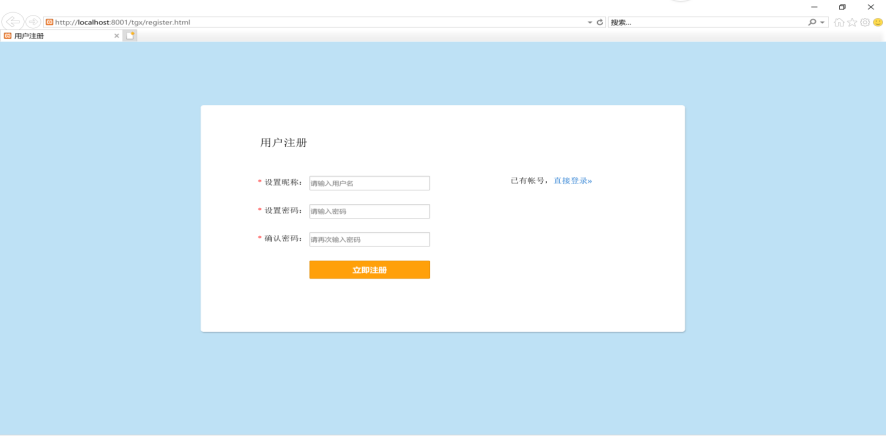 http://localhost:8001/tgx/register.html
搜索...
用户注册
用户注册
* 设置昵称： 请输入用户名
已有帐号，直接登录»
* 设置密码： 请输入密码
* 确认密码： 请再次输入密码
立即注册